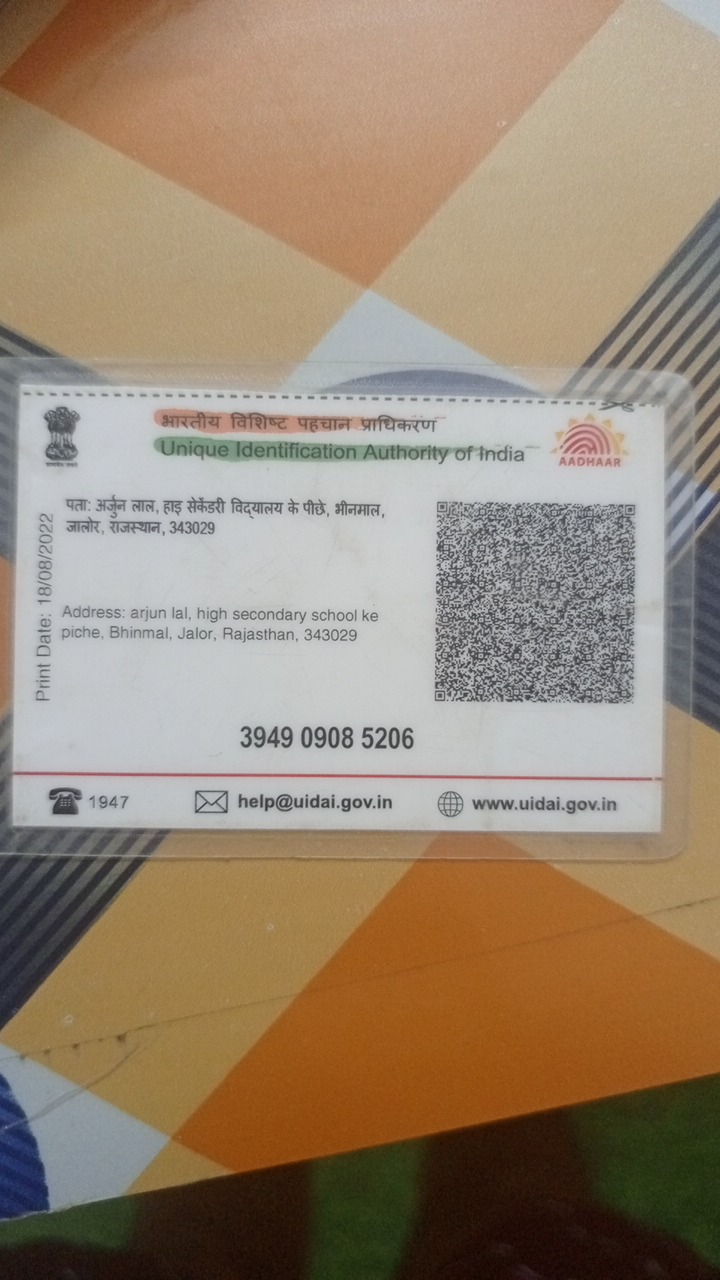 भारतीय विशिष्ट पहचान प्राधिकरण
Unique Identification Authority of India
AADHAAR
Print Date: 18/08/2022
पता: अर्जुन लाल, हाइ सेकेंडरी विद्यालय के पीछे, भीनमाल,
जालोर, राजस्थान, 343029
Address: arjun lal, high secondary school ke
piche, Bhinmal, Jalor, Rajasthan, 343029
3949 0908 5206
1947 help@uidai.gov.in www.uidai.gov.in